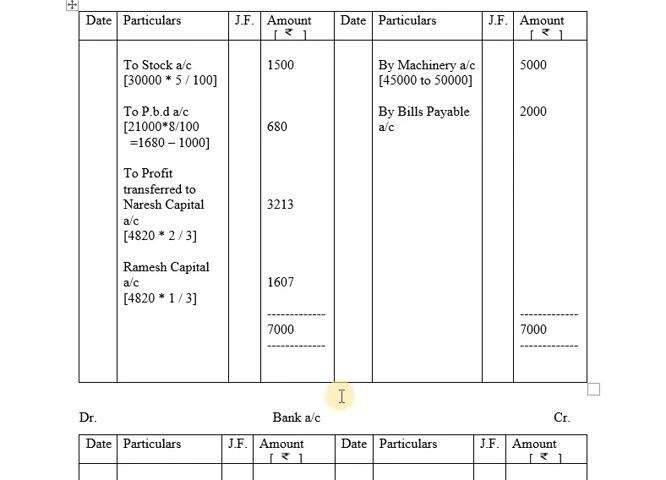 Date Particulars J.F. Amount Date Particulars J.F. Amount
[ ₹ ] [ ₹ ]
To Stock a/c 1500 By Machinery a/c 5000
[30000 * 5 / 100] [45000 to 50000]
To P.b.d a/c By Bills Payable 2000
[21000*8/100 680 a/c
=1680 – 1000]
To Profit
transferred to
Naresh Capital 3213
a/c
[4820 * 2 / 3]
Ramesh Capital
a/c 1607
[4820 * 1 / 3]
------------- -------------
7000 7000
------------- -------------
Dr. Bank a/c Cr.
Date Particulars J.F. Amount Date Particulars J.F. Amount
[ ₹ ] [ ₹ ]